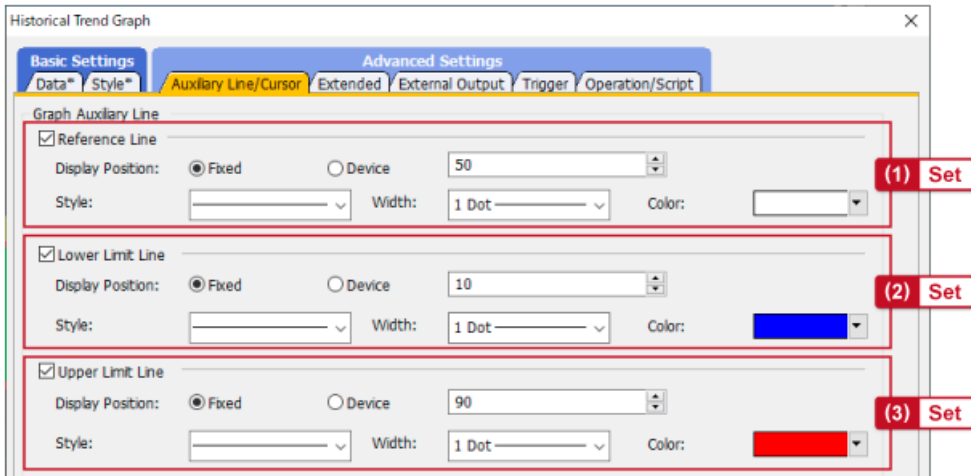 Historical Trend Graph
Basic Settings Advanced Settings
Data* Style* Auxiliary Line/Cursor Extended External Output Trigger Operation/Script
Graph Auxiliary Line
Reference Line
Display Position: Fixed Device 50
(1) Set
Style: Width: 1 Dot Color:
Lower Limit Line
Display Position: Fixed Device 10
(2) Set
Style: Width: 1 Dot Color:
Upper Limit Line
Display Position: Fixed Device 90
(3) Set
Style: Width: 1 Dot Color: